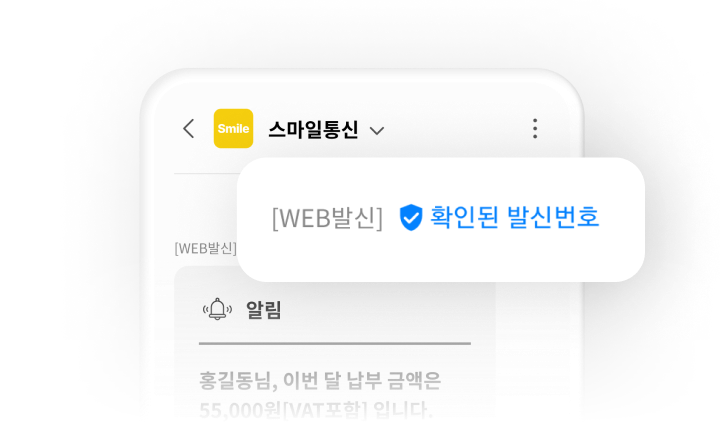 Smile 스마일통신
[WEB발신] 확인된 발신번호
[WEB발신]
알림
홍길동님, 이번 달 납부 금액은
55,000원[VAT포함] 입니다.